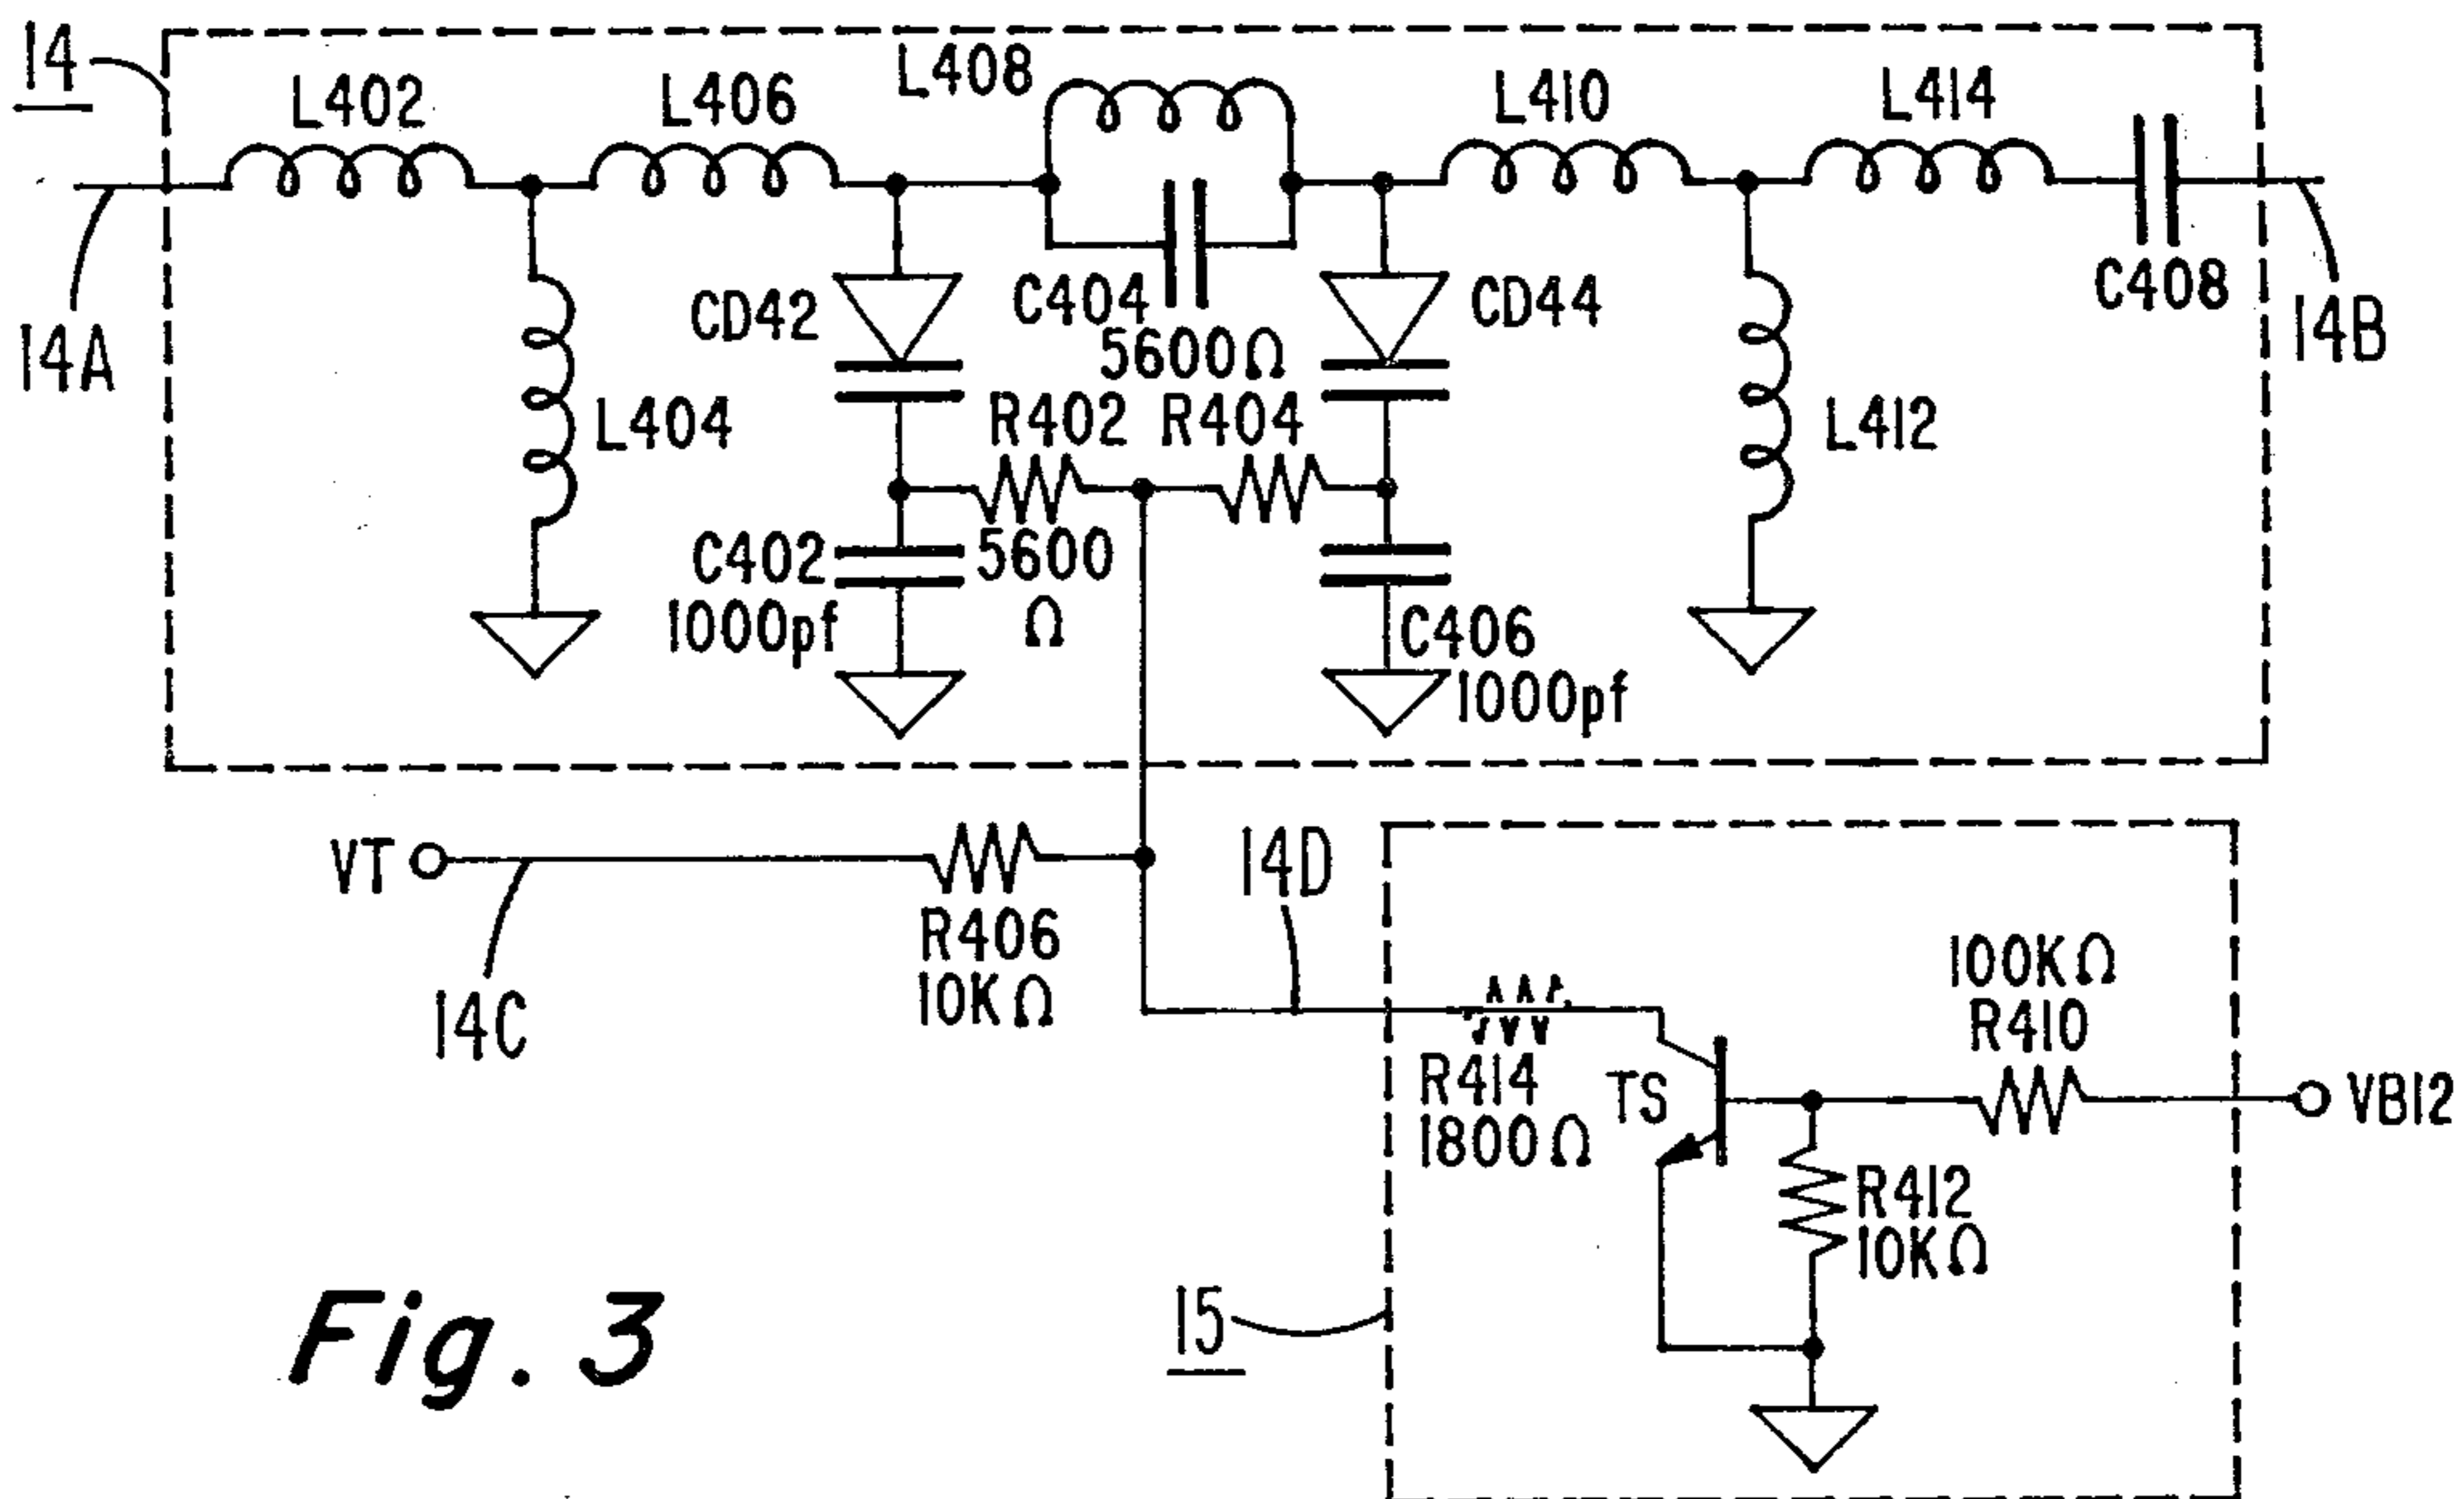 14
L402
L406
L408
L410
L414
14A
L404
CD42
C404
5600Ω
CD44
C408
14B
R402
R404
L412
C402
1000pf
5600
Ω
C406
1000pf
VT
14C
R406
10KΩ
14D
R414
1800Ω
TS
100KΩ
R410
VB12
R412
10KΩ
15
Fig. 3